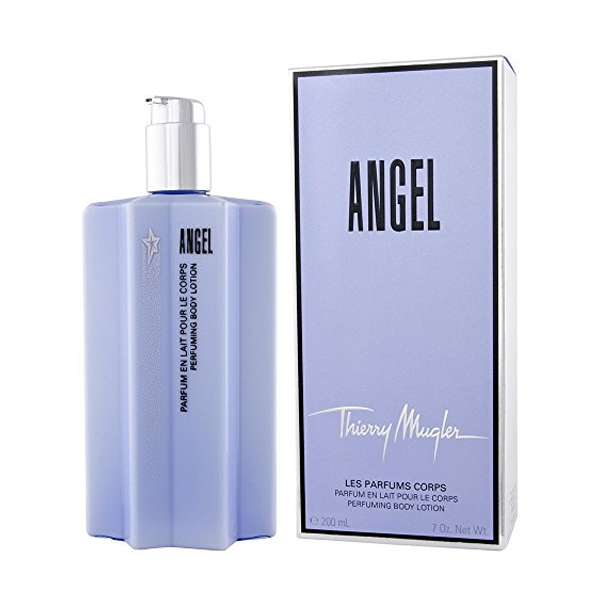 ANGEL
PARFUM EN LAIT POUR LE CORPS
PERFUMING BODY LOTION
ANGEL
Thierry Mugler
LES PARFUMS CORPS
PARFUM EN LAIT POUR LE CORPS
PERFUMING BODY LOTION
℮ 200 mL 7 Oz. Net Wt.